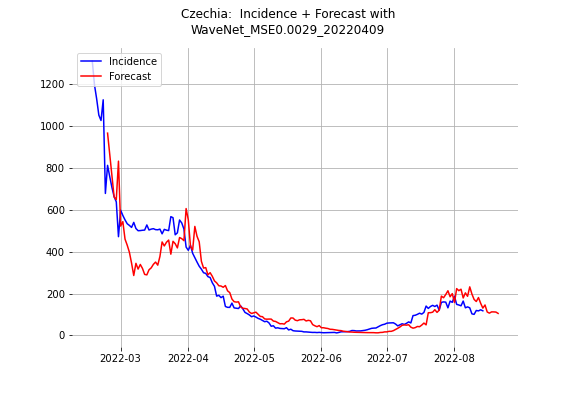 Czechia:  Incidence + Forecast with
WaveNet_MSE0.0029_20220409
Incidence
Forecast
1200
1000
800
600
400
200
0
2022-03 2022-04 2022-05 2022-06 2022-07 2022-08